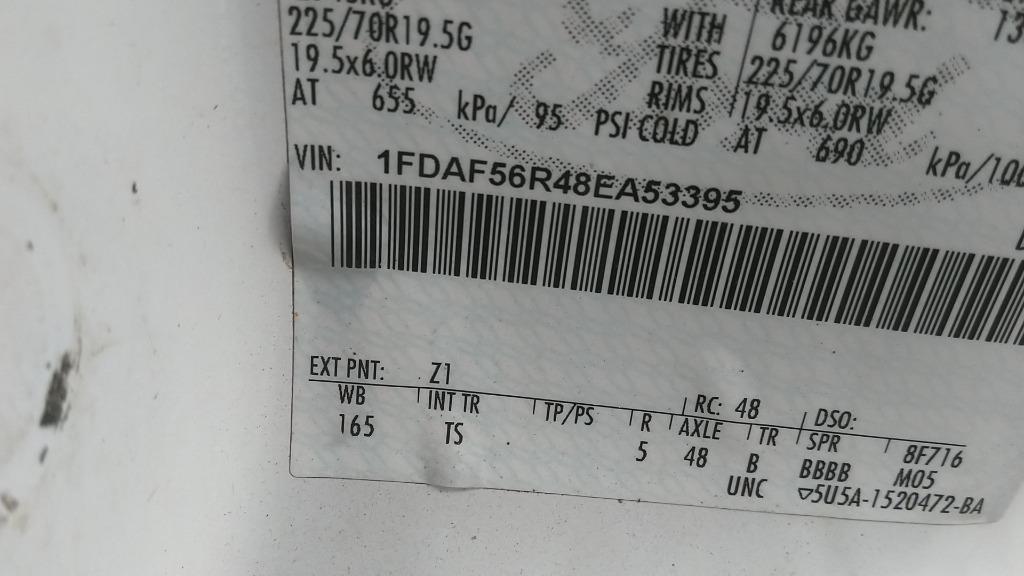 REAR GAWR: 13
225/70R19.5G WITH 6196KG
19.5x6.0RW TIRES 225/70R19.5G
AT 655 kPa/ 95 PSI COLD RIMS 19.5x6.0RW
AT 690 kPa/100
VIN: 1FDAF56R48EA53395
EXT PNT: Z1 RC: 48 DSO:
WB INT TR TP/PS R AXLE TR SPR 8F716
165 TS 5 48 B BBBB M05
UNC ▽5U5A-1520472-BA